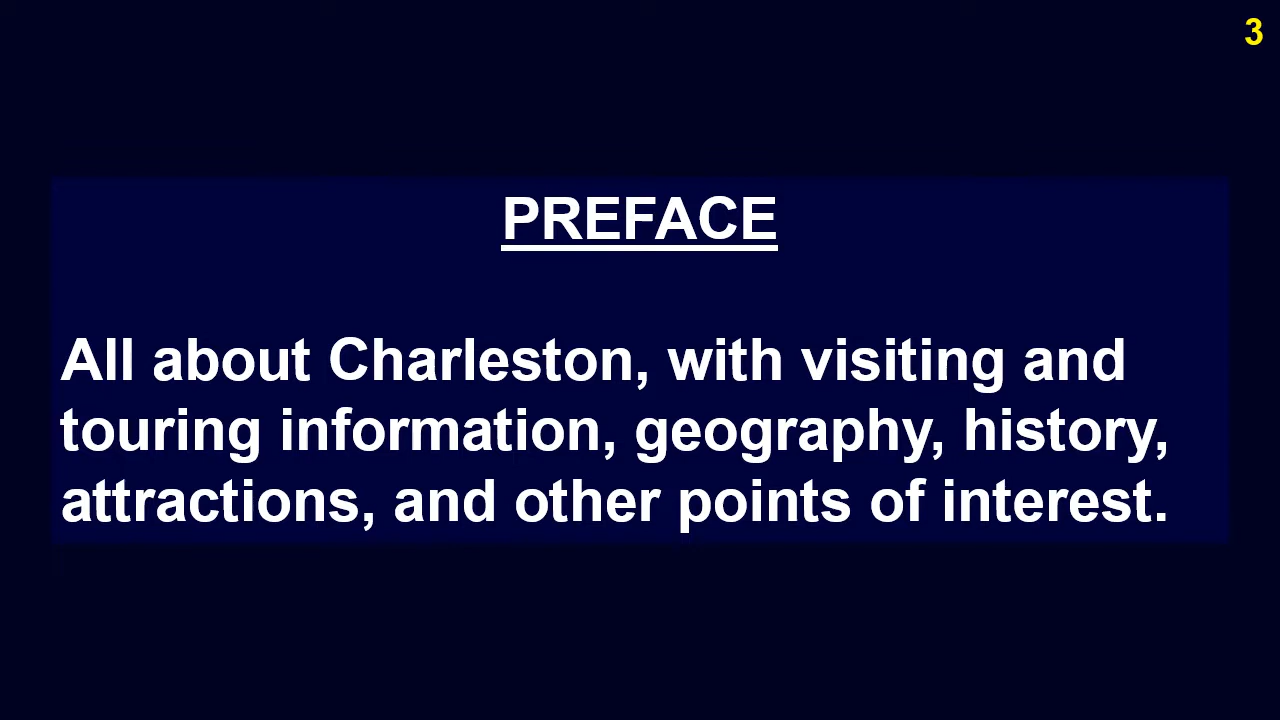 3
PREFACE
All about Charleston, with visiting and
touring information, geography, history,
attractions, and other points of interest.